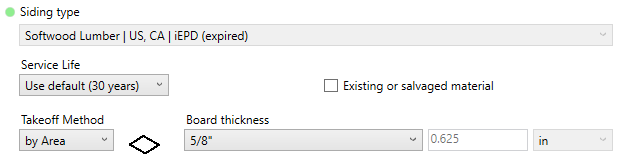 Siding type
Softwood Lumber | US, CA | iEPD (expired)
Service Life
Use default (30 years)
Existing or salvaged material
Takeoff Method
Board thickness
by Area
5/8"
0.625
in